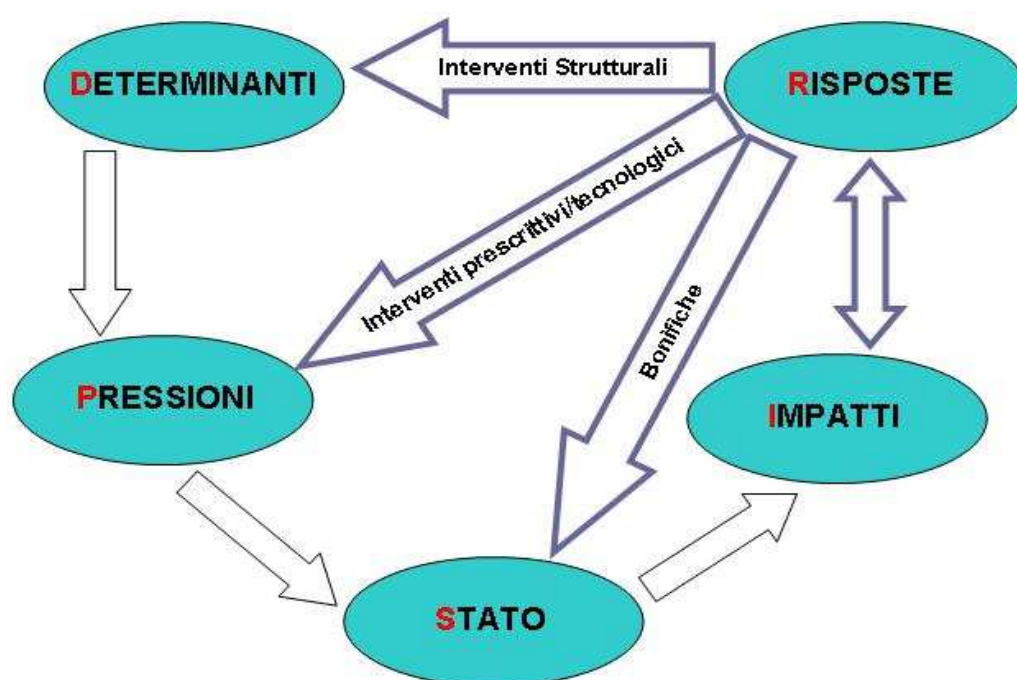 DETERMINANTI
Interventi Strutturali
RISPOSTE
Interventi prescrittivi/tecnologici
Bonifiche
PRESSIONI
IMPATTI
STATO